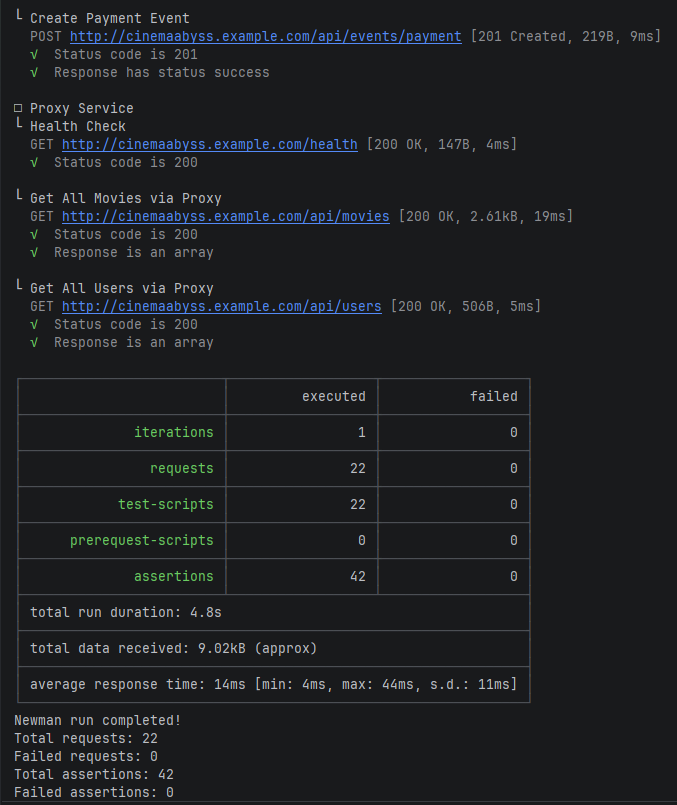 └ Create Payment Event
POST http://cinemaabyss.example.com/api/events/payment [201 Created, 219B, 9ms]
√ Status code is 201
√ Response has status success
□ Proxy Service
└ Health Check
GET http://cinemaabyss.example.com/health [200 OK, 147B, 4ms]
√ Status code is 200
└ Get All Movies via Proxy
GET http://cinemaabyss.example.com/api/movies [200 OK, 2.61kB, 19ms]
√ Status code is 200
√ Response is an array
└ Get All Users via Proxy
GET http://cinemaabyss.example.com/api/users [200 OK, 506B, 5ms]
√ Status code is 200
√ Response is an array
executed failed
iterations 1 0
requests 22 0
test-scripts 22 0
prerequest-scripts 0 0
assertions 42 0
total run duration: 4.8s
total data received: 9.02kB (approx)
average response time: 14ms [min: 4ms, max: 44ms, s.d.: 11ms]
Newman run completed!
Total requests: 22
Failed requests: 0
Total assertions: 42
Failed assertions: 0